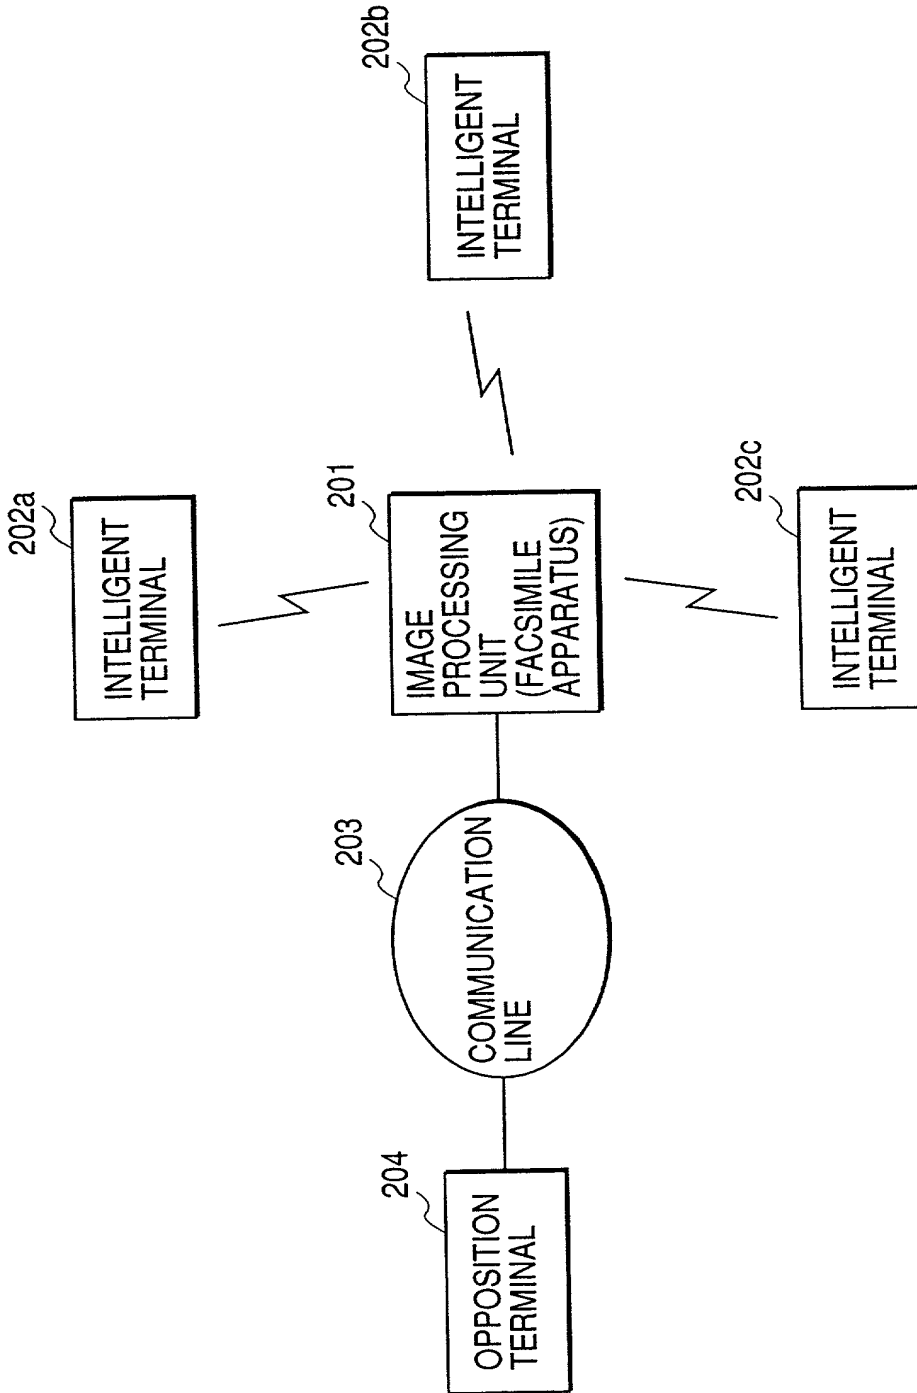 202a
INTELLIGENT
TERMINAL
204
OPPOSITION
TERMINAL
203
COMMUNICATION
LINE
201
IMAGE
PROCESSING
UNIT
(FACSIMILE
APPARATUS)
202b
INTELLIGENT
TERMINAL
202c
INTELLIGENT
TERMINAL